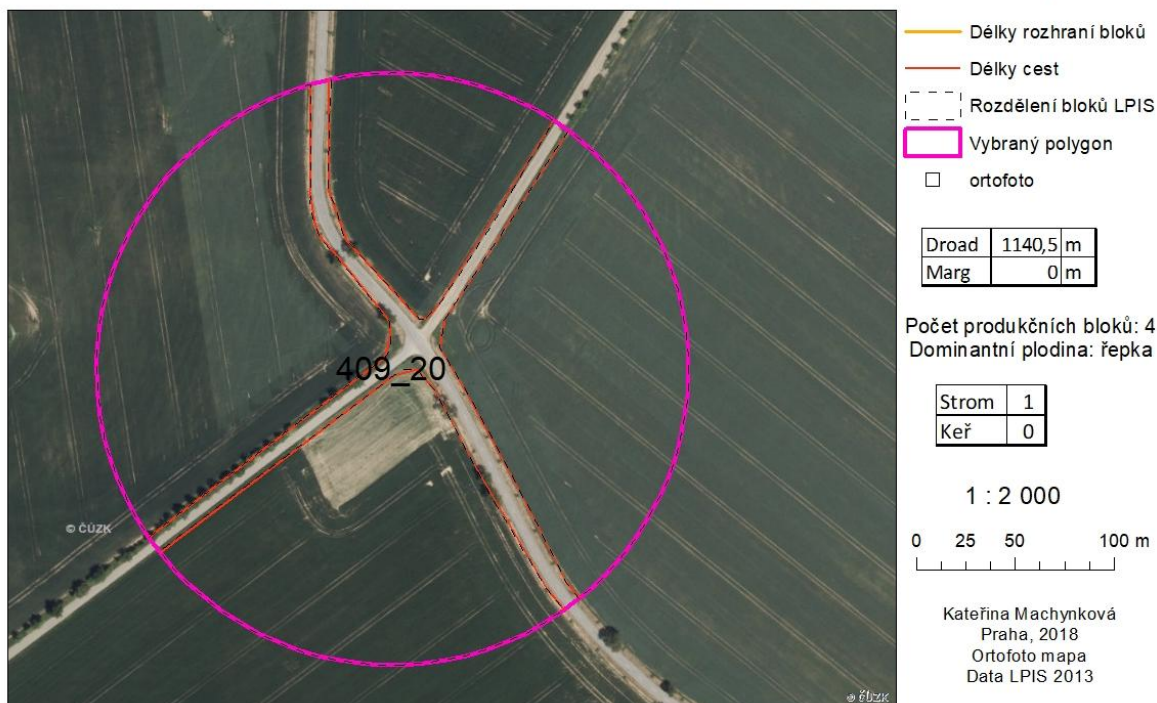 Délky rozhraní bloků
Délky cest
Rozdělení bloků LPIS
Vybraný polygon
ortofoto
Droad 1140,5 m
Marg 0 m
Počet produkčních bloků: 4
Dominantní plodina: řepka
Strom 1
Keř 0
1 : 2 000
0 25 50 100 m
Kateřina Machynková
Praha, 2018
Ortofoto mapa
Data LPIS 2013
409_20
© ČÚZK
© ČÚZK